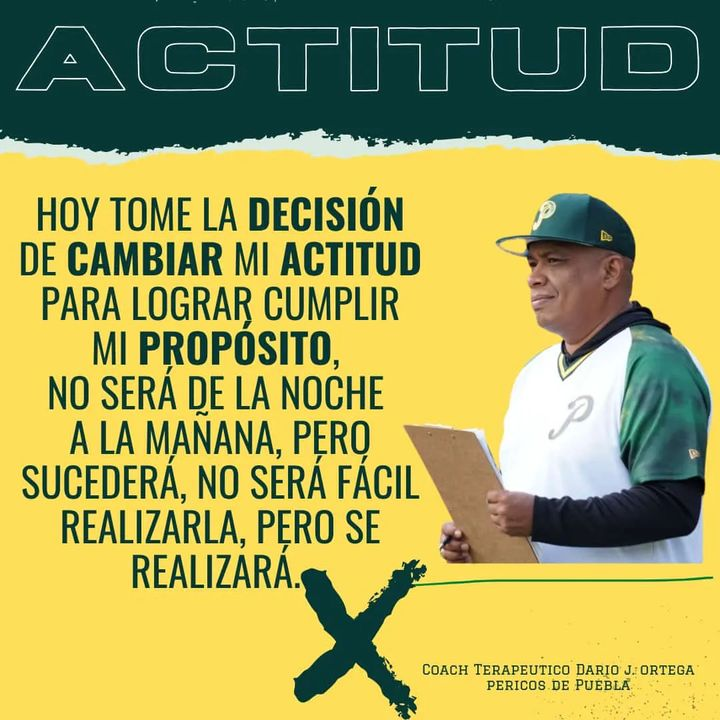 ACTITUD
HOY TOME LA DECISIÓN
DE CAMBIAR MI ACTITUD
PARA LOGRAR CUMPLIR
MI PROPÓSITO,
NO SERÁ DE LA NOCHE
A LA MAÑANA, PERO
SUCEDERÁ, NO SERÁ FÁCIL
REALIZARLA, PERO SE
REALIZARÁ.
P
P
COACH TERAPEUTICO DARIO J. ORTEGA
PERICOS DE PUEBLA